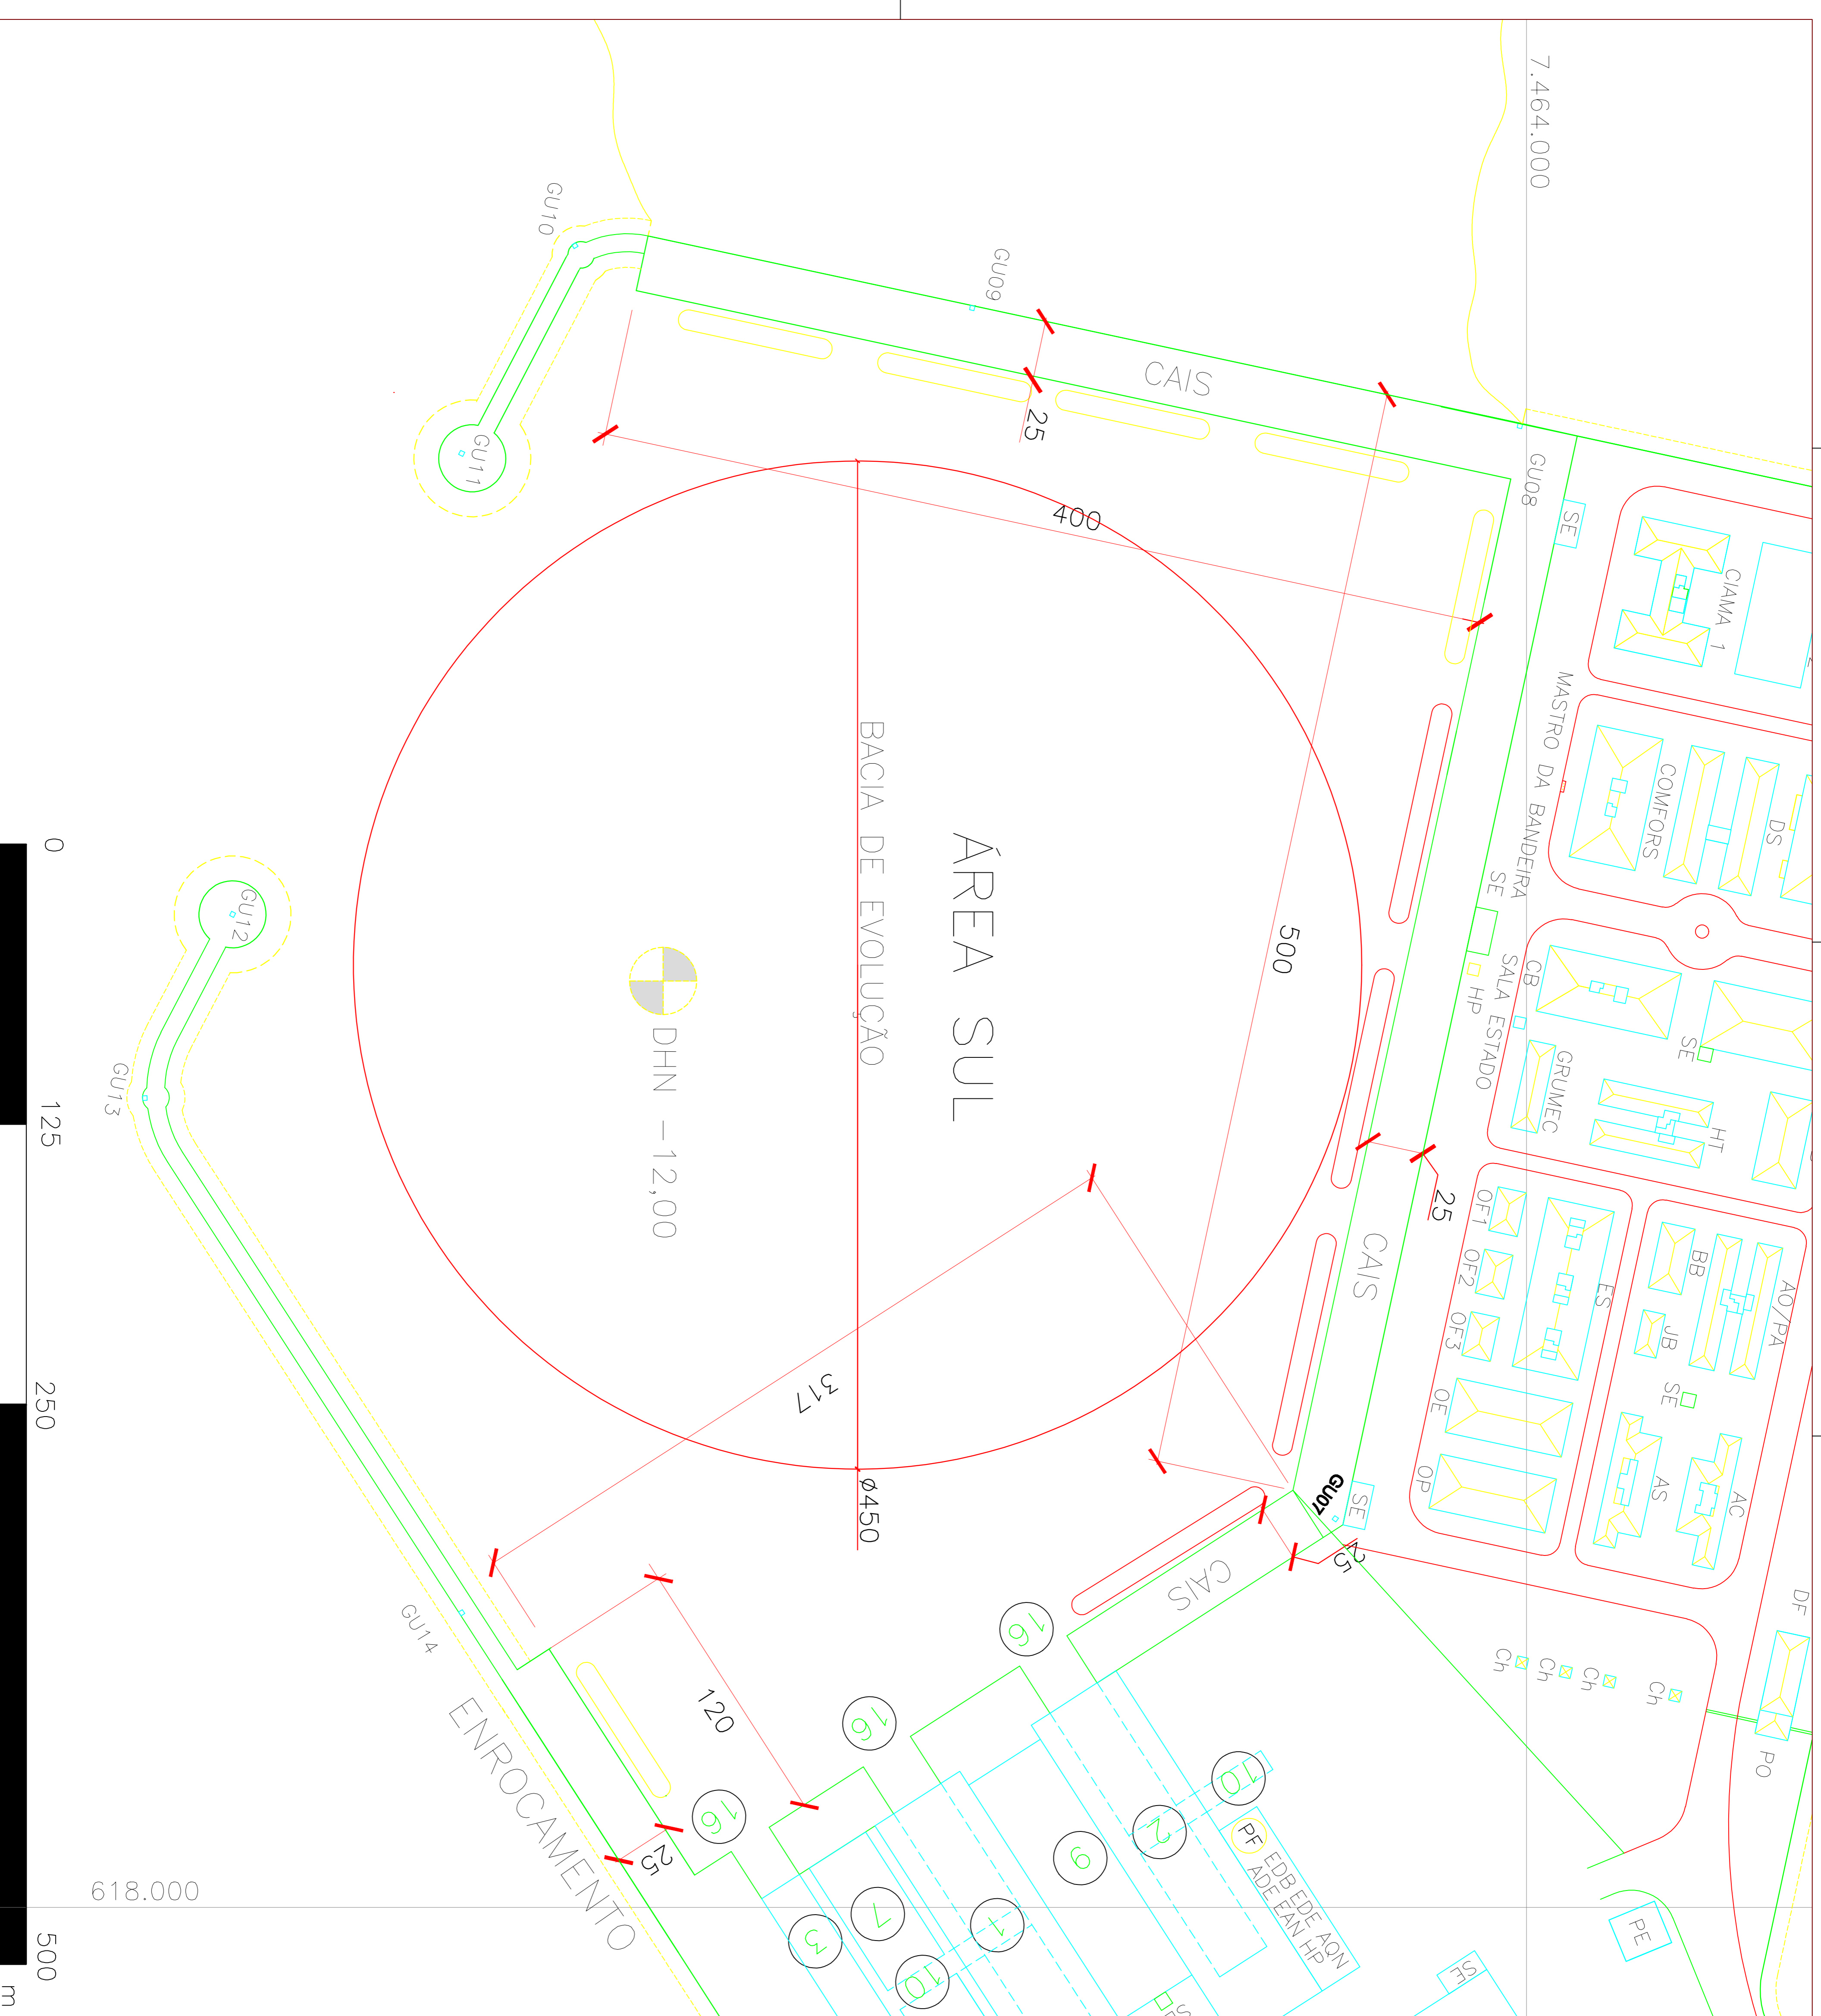 7.464.000
GU10
GU09
CAIS
25
GU11
GU08
SE
CIAMA 1
400
MASTRO DA BANDEIRA
COMFORS
DS
ÁREA SUL
BACIA DE EVOLUÇÃO
DHN −12,00
500
SE
HP
SALA ESTADO
CB
SE
GRUMEC
HT
GU12
GU13
0
125
250
500
m
25
CAIS
OF1
OF2
OF3
ES
OE
OP
BB
JB
AO/PA
SE
AS
AC
317
ø450
GU07
SE
25
CAIS
GU14
120
25
ENROCAMENTO
16
16
16
10
2
9
1
7
3
10
PF
EDB EDE AQN
ADE EAN HP
Ch
Ch
Ch
Ch
DF
PO
PE
SE
618.000